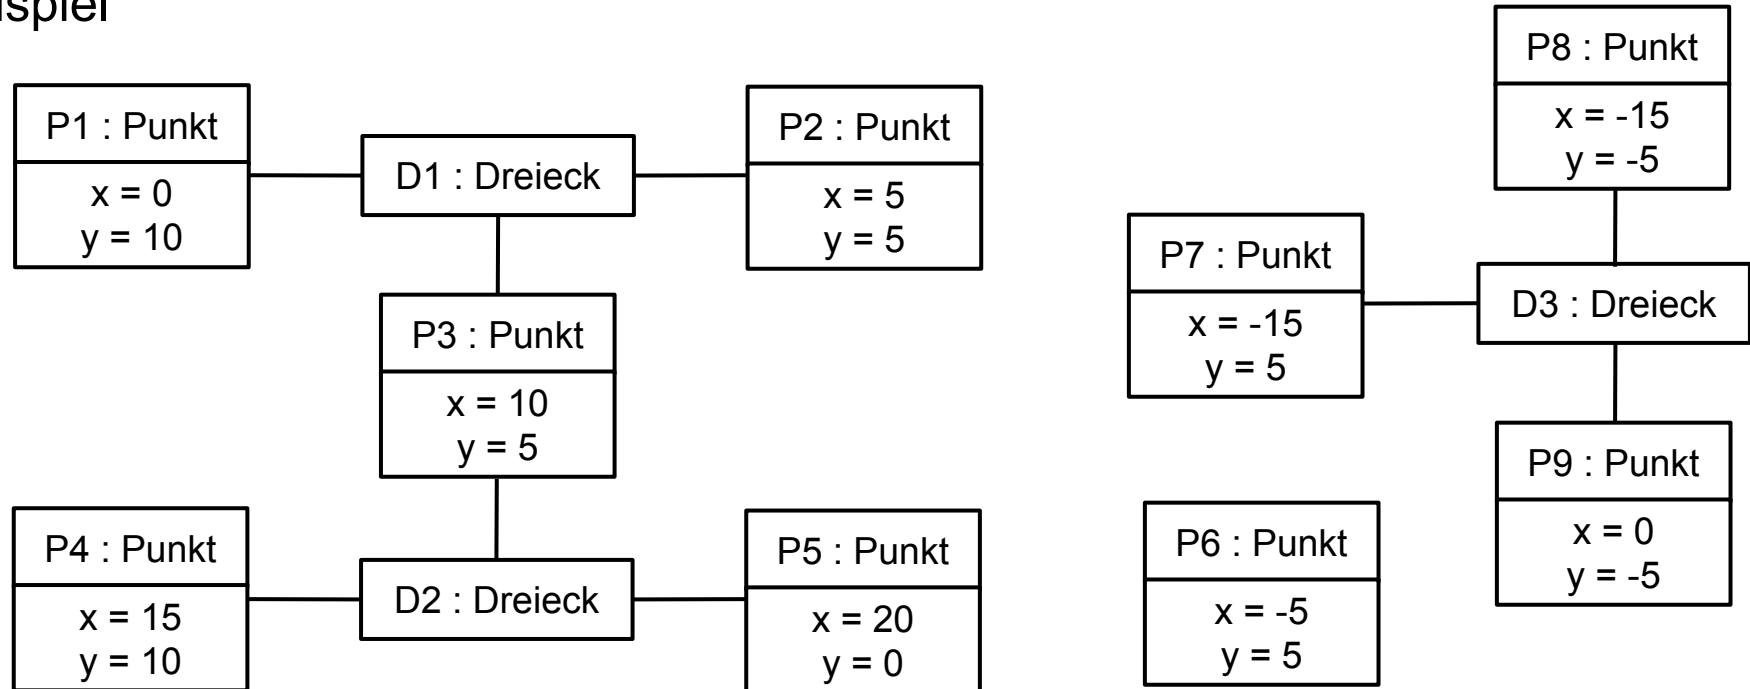 P1 : Punkt
x = 0
y = 10
D1 : Dreieck
P2 : Punkt
x = 5
y = 5
P3 : Punkt
x = 10
y = 5
P4 : Punkt
x = 15
y = 10
D2 : Dreieck
P5 : Punkt
x = 20
y = 0
P8 : Punkt
x = -15
y = -5
P7 : Punkt
x = -15
y = 5
D3 : Dreieck
P9 : Punkt
x = 0
y = -5
P6 : Punkt
x = -5
y = 5